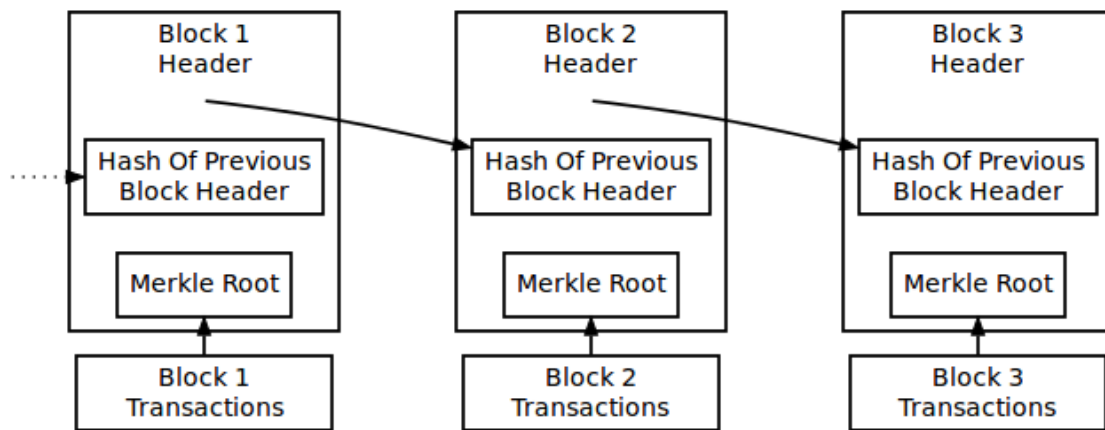 Block 1
Header
Block 2
Header
Block 3
Header
Hash Of Previous
Block Header
Hash Of Previous
Block Header
Hash Of Previous
Block Header
Merkle Root
Merkle Root
Merkle Root
Block 1
Transactions
Block 2
Transactions
Block 3
Transactions